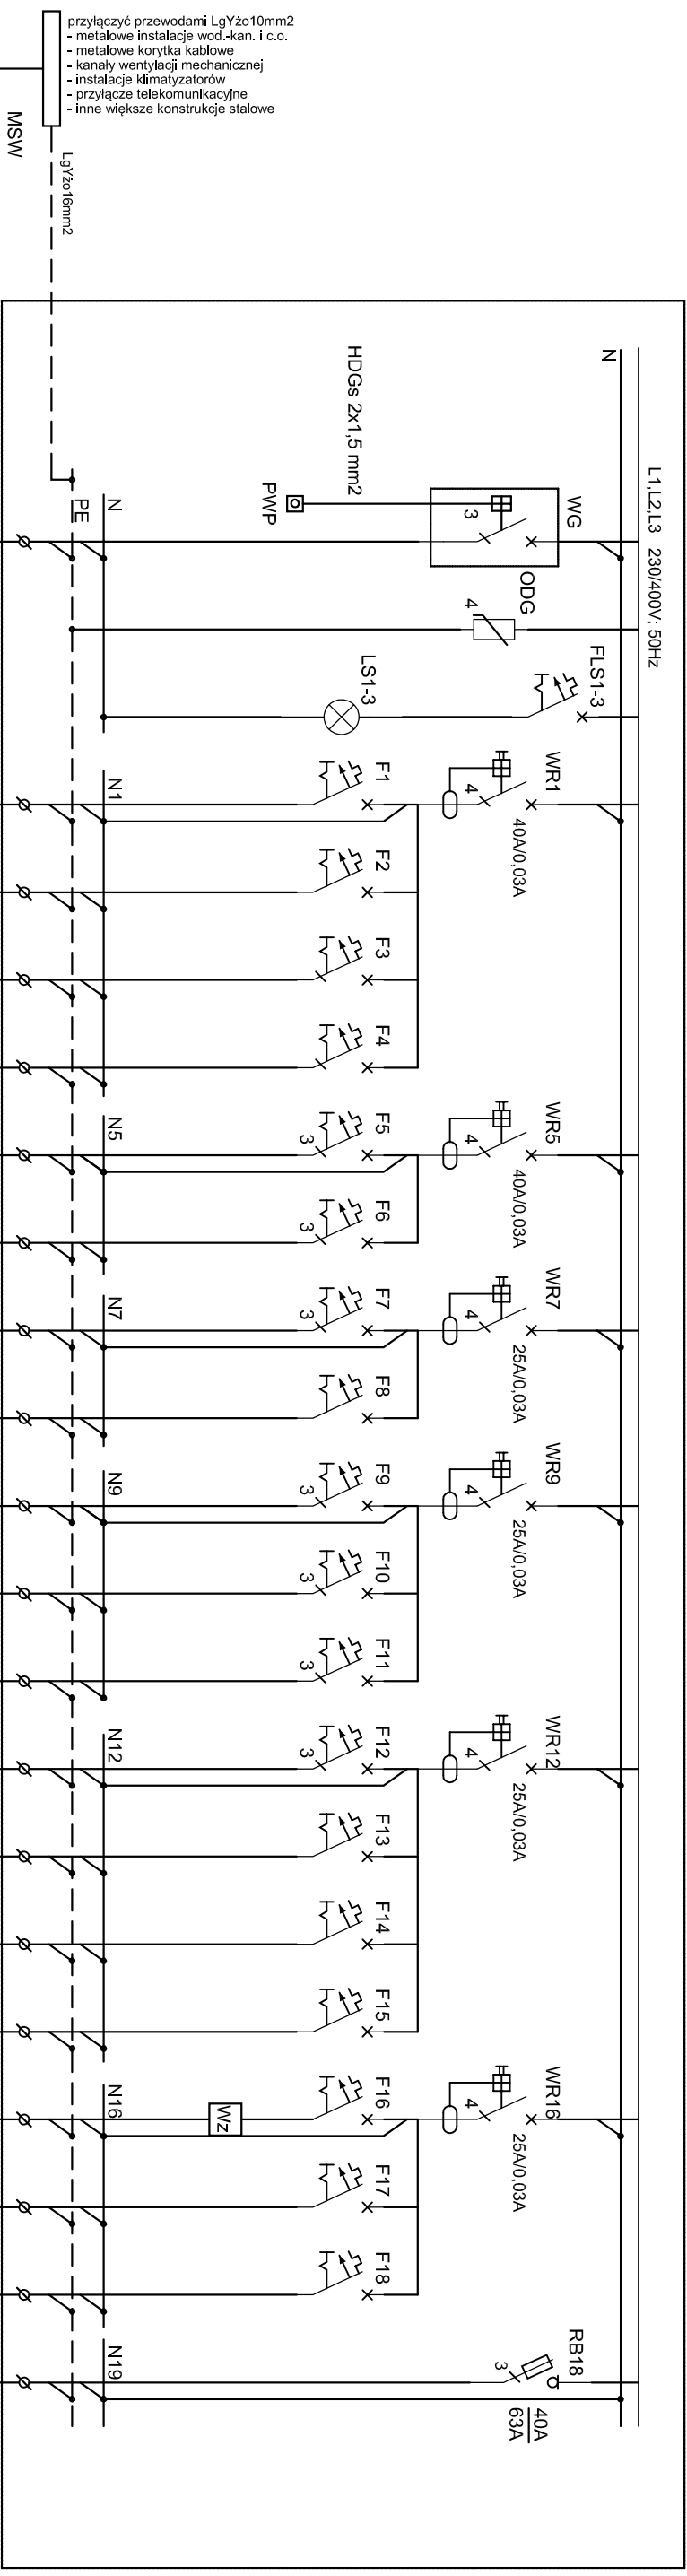 przyłączyć przewodami LgYżo10mm2
- metalowe instalacje wod.-kan. i c.o.
- metalowe korytka kablowe
- kanały wentylacji mechanicznej
- instalacje klimatyzatorów
- przyłącze telekomunikacyjne
- inne większe konstrukcje stalowe
MSW
LgYżo16mm2
L1,L2,L3 230/400V; 50Hz
N
HDGs 2x1,5 mm2
PWP
WG
3
N
PE
ODG
4
FLS1-3
LS1-3
WR1
40A/0,03A
4
F1
N1
F2
F3
F4
WR5
40A/0,03A
4
F5
3
N5
F6
3
WR7
25A/0,03A
4
F7
3
N7
F8
WR9
25A/0,03A
4
F9
3
N9
F10
3
F11
3
WR12
25A/0,03A
4
F12
3
N12
F13
F14
F15
WR16
25A/0,03A
4
F16
Wz
N16
F17
F18
RB18
3
40A
63A
N19